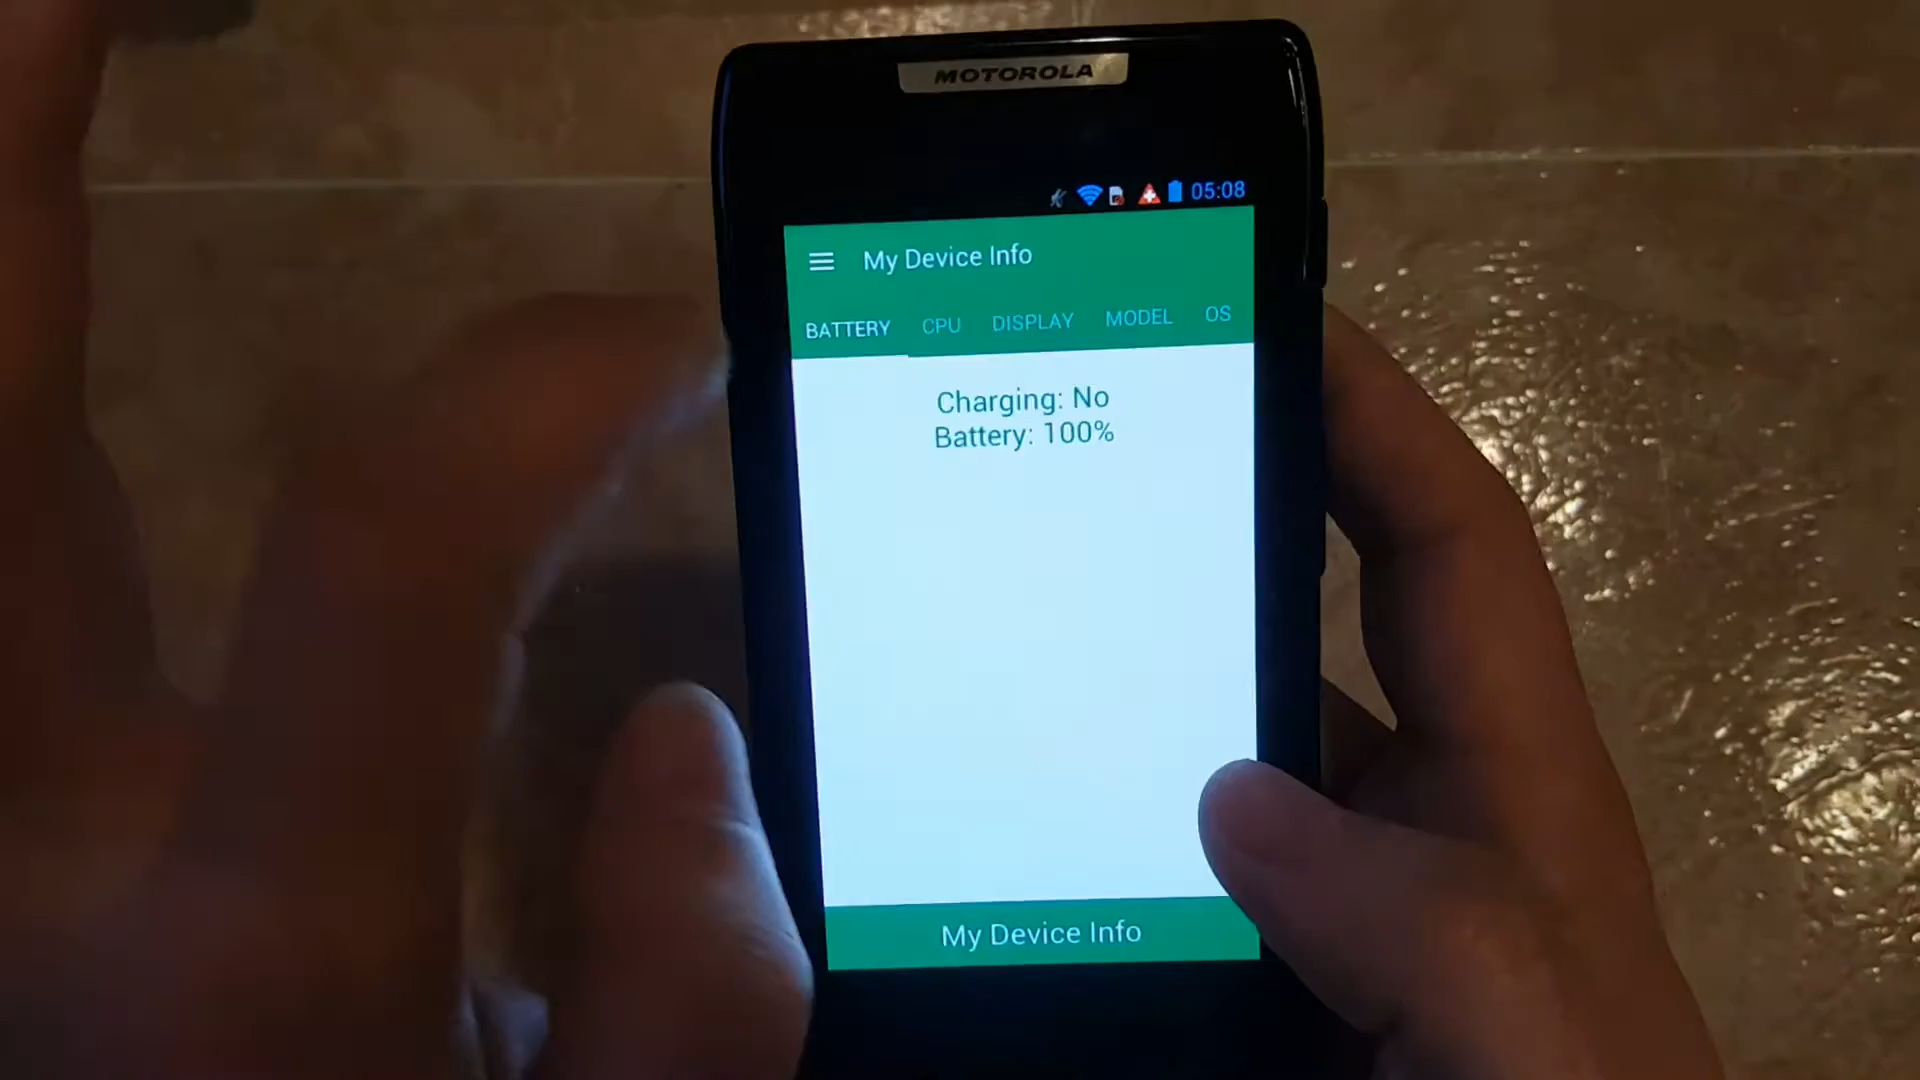 MOTOROLA
05:08
My Device Info
BATTERY CPU DISPLAY MODEL OS
Charging: No
Battery: 100%
My Device Info